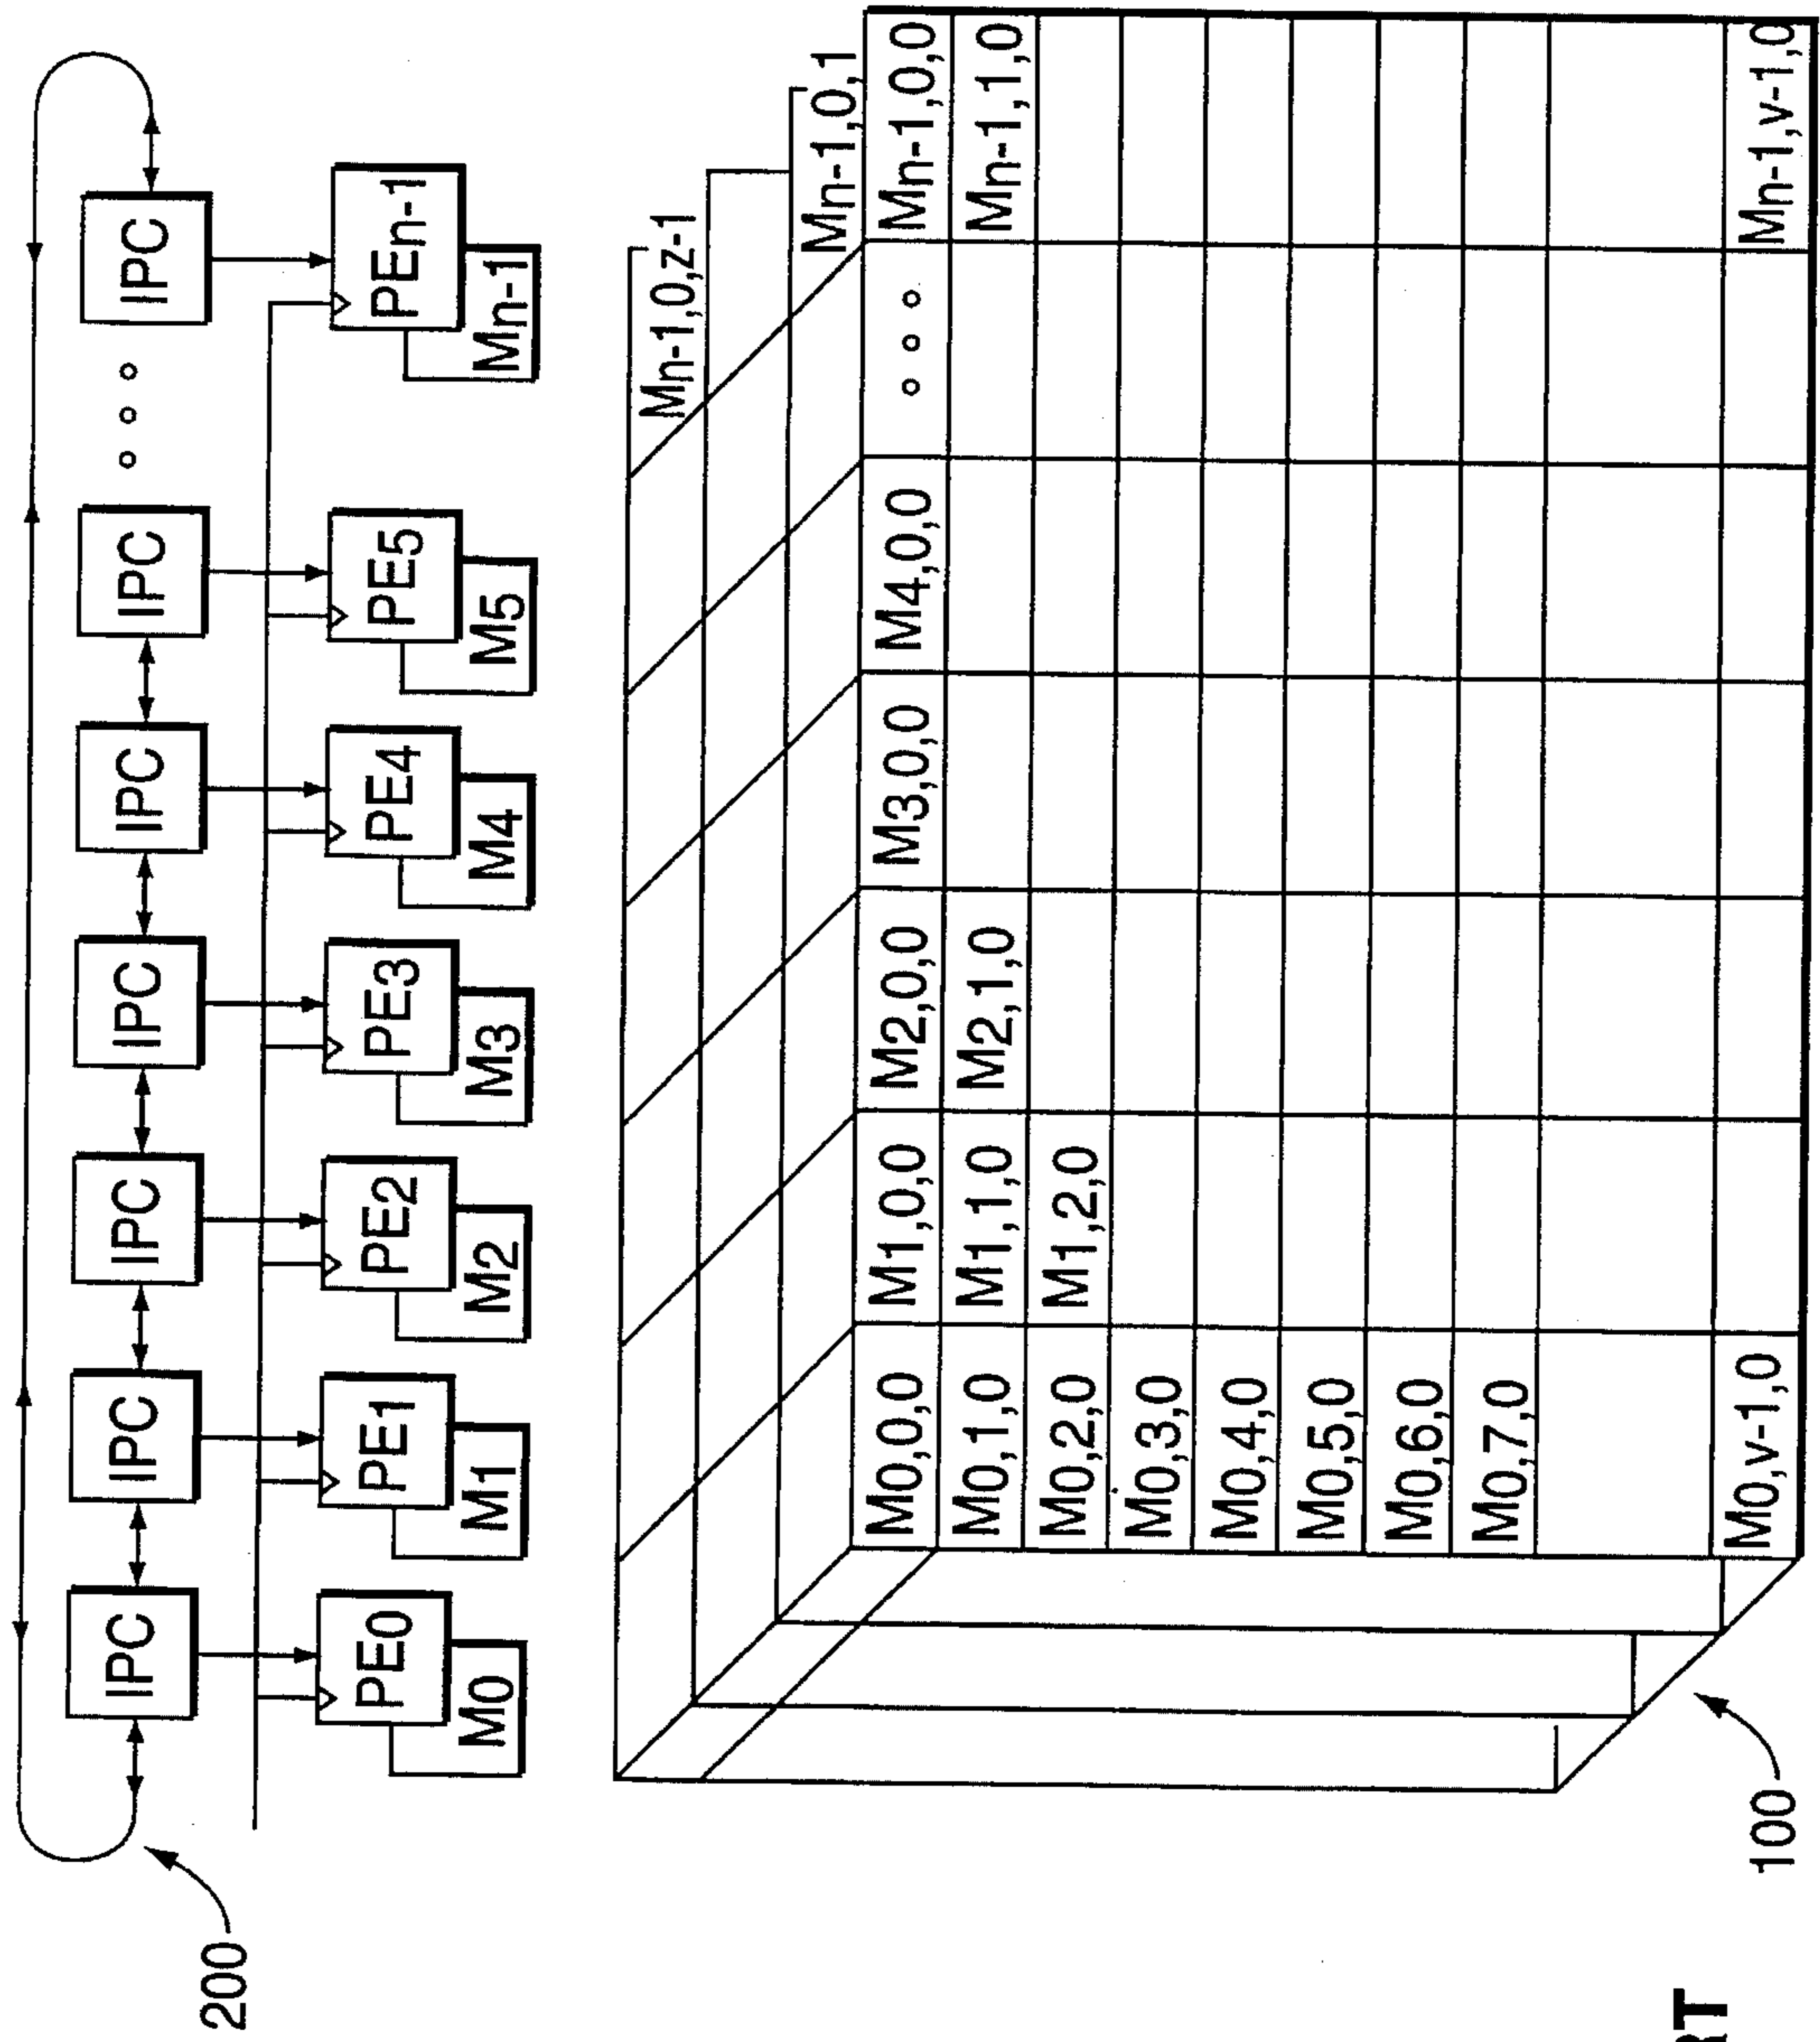 200
IPC IPC IPC IPC IPC IPC IPC
PE0 PE1 PE2 PE3 PE4 PE5 PEn-1
M0 M1 M2 M3 M4 M5 Mn-1
Mn-1,0,z-1
Mn-1,0,1
M0,0,0 M1,0,0 M2,0,0 M3,0,0 M4,0,0 Mn-1,0,0
M0,1,0 M1,1,0 M2,1,0 Mn-1,1,0
M0,2,0 M1,2,0
M0,3,0
M0,4,0
M0,5,0
M0,6,0
M0,7,0
M0,v-1,0 Mn-1,v-1,0
100